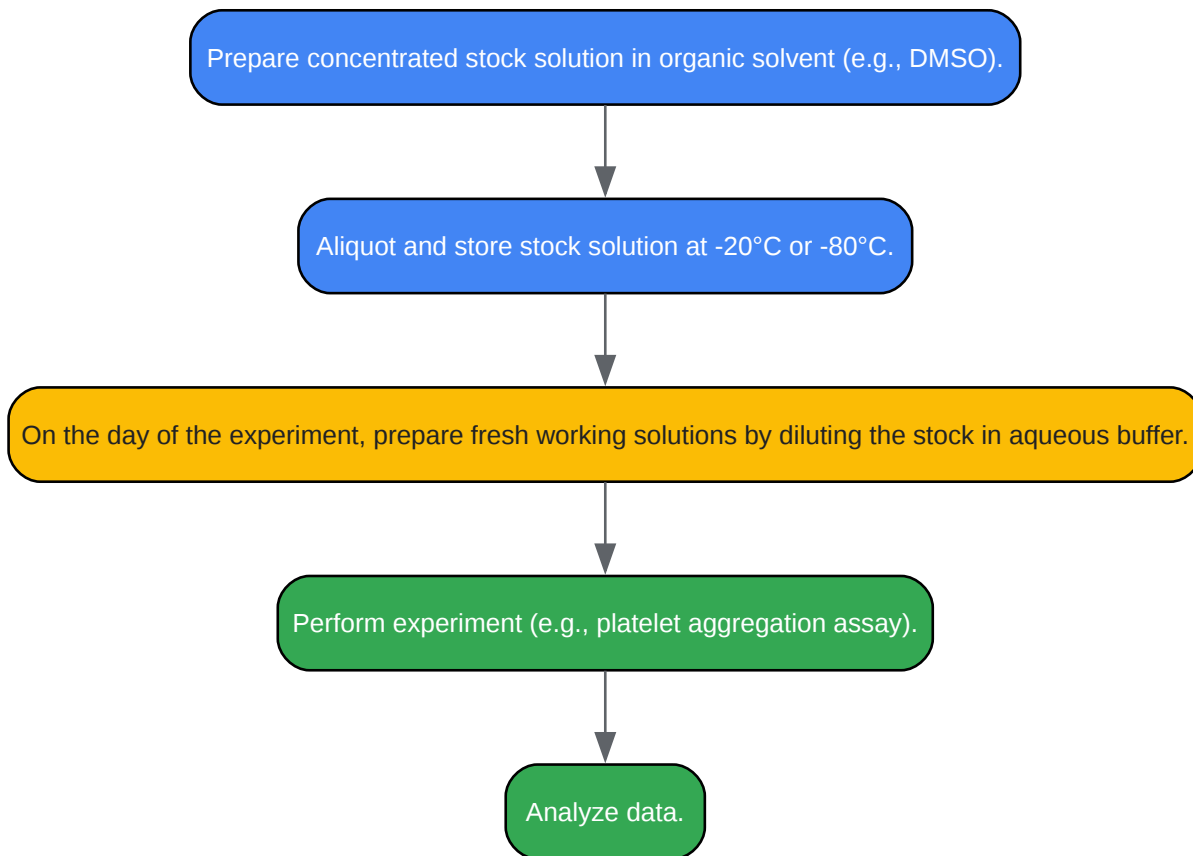 Prepare concentrated stock solution in organic solvent (e.g., DMSO).
Aliquot and store stock solution at -20°C or -80°C.
On the day of the experiment, prepare fresh working solutions by diluting the stock in aqueous buffer.
Perform experiment (e.g., platelet aggregation assay).
Analyze data.